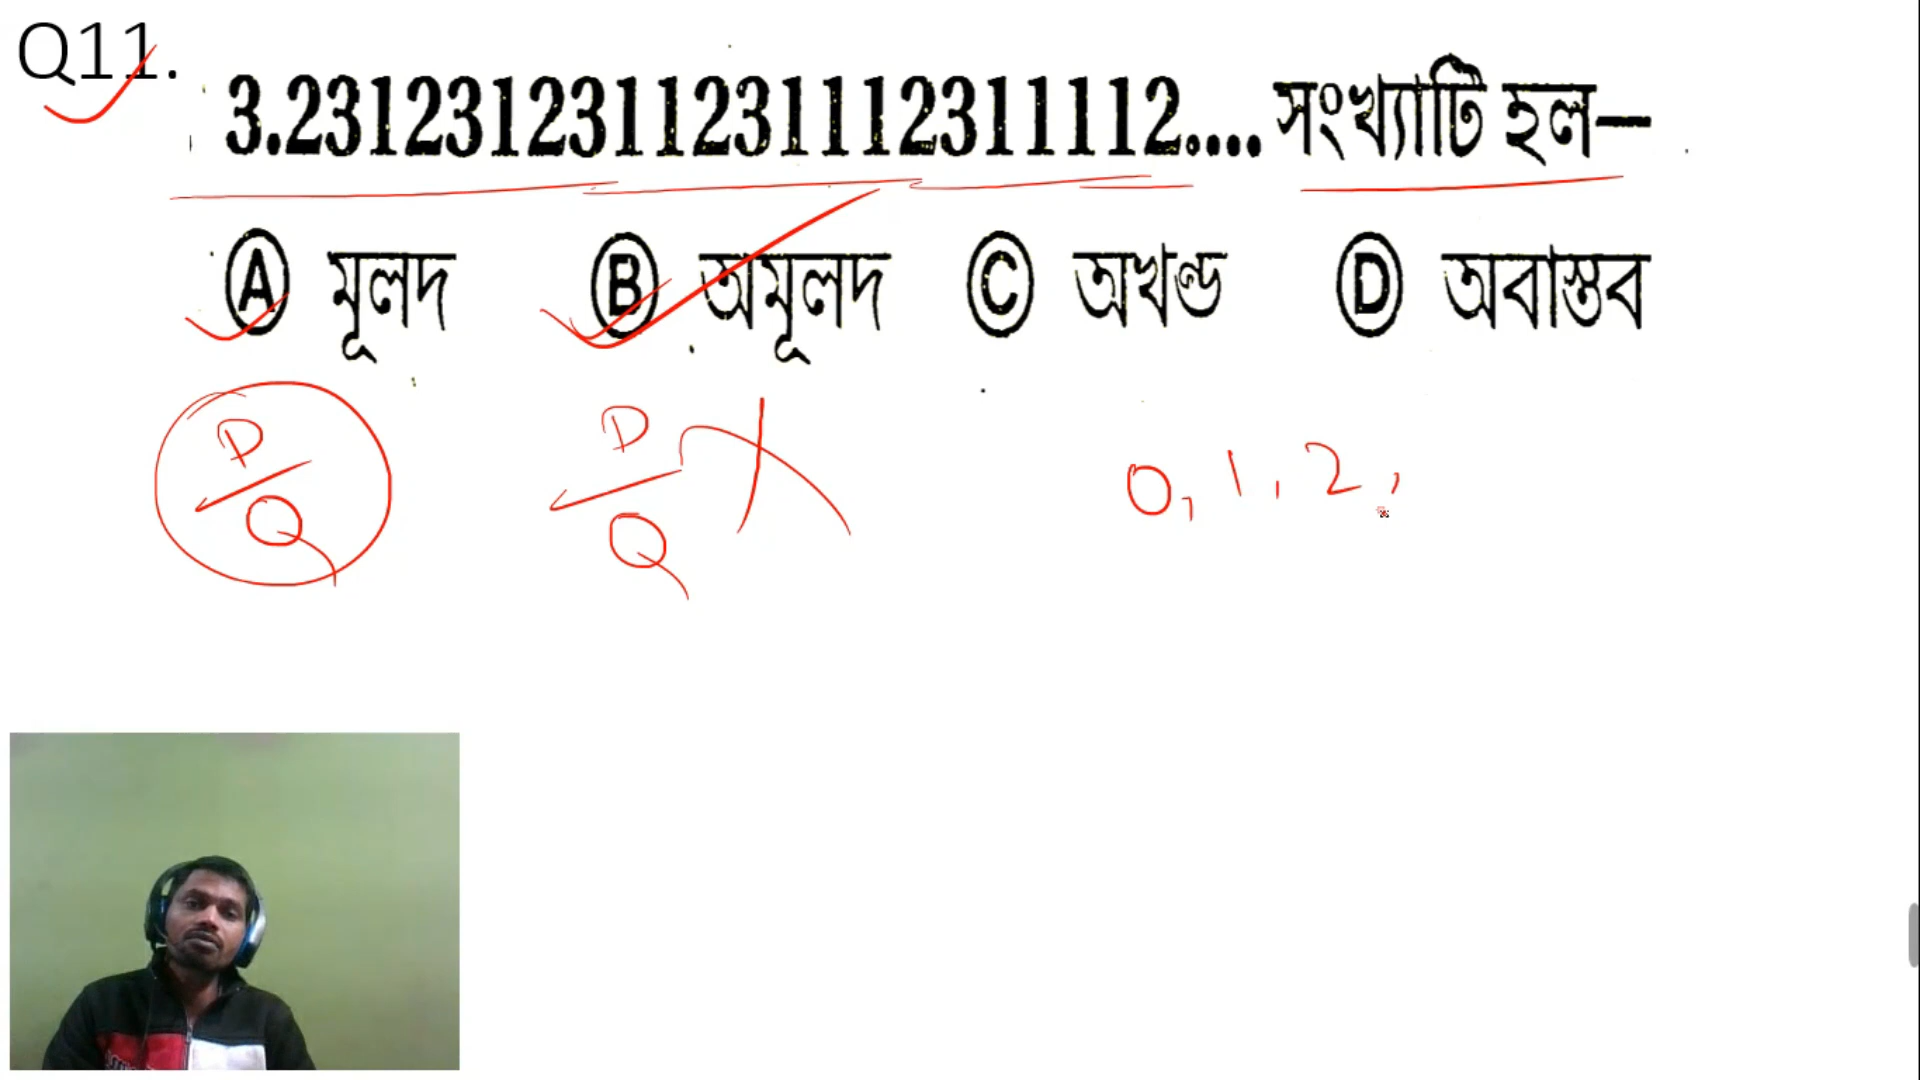 Q11.
3.2312312311231112311112.... সংখ্যাটি হল—
Ⓐ মূলদ Ⓑ অমূলদ Ⓒ অখণ্ড Ⓓ অবাস্তব
P P 0, 1, 2,
Q Q